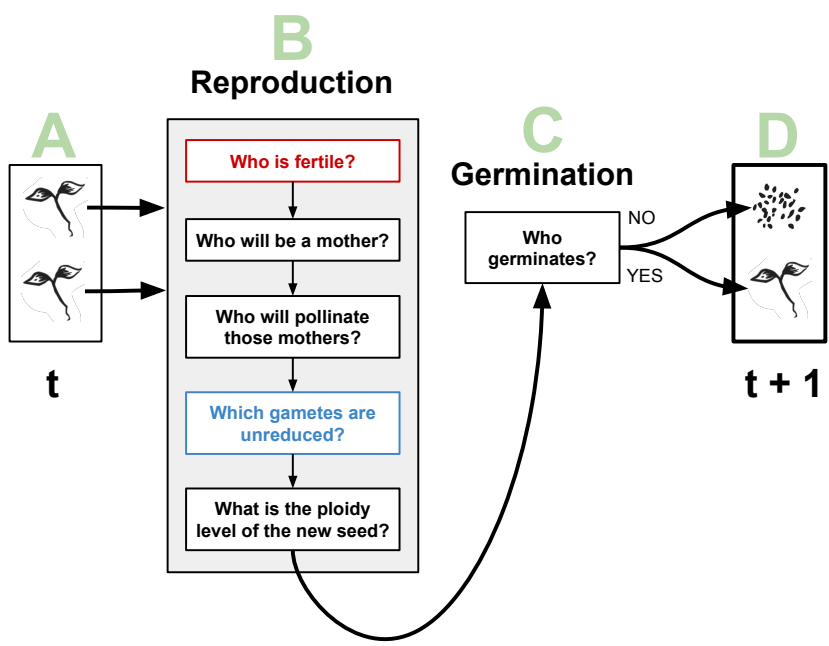 A
t
B
Reproduction
Who is fertile?
Who will be a mother?
Who will pollinate
those mothers?
Which gametes are
unreduced?
What is the ploidy
level of the new seed?
C
Germination
Who
germinates?
NO
YES
D
t + 1